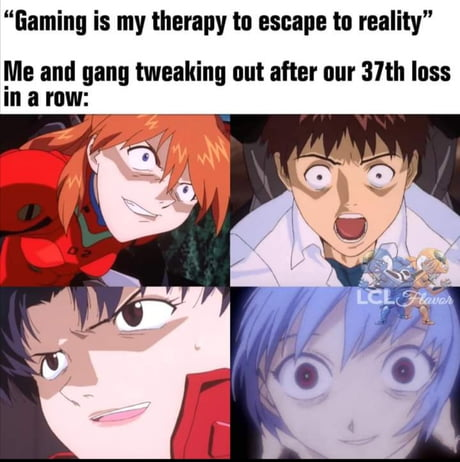 “Gaming is my therapy to escape to reality”
Me and gang tweaking out after our 37th loss
in a row:
02
LCL Flavor